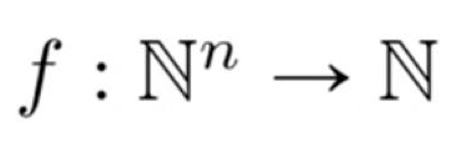 f : ℕⁿ → ℕ